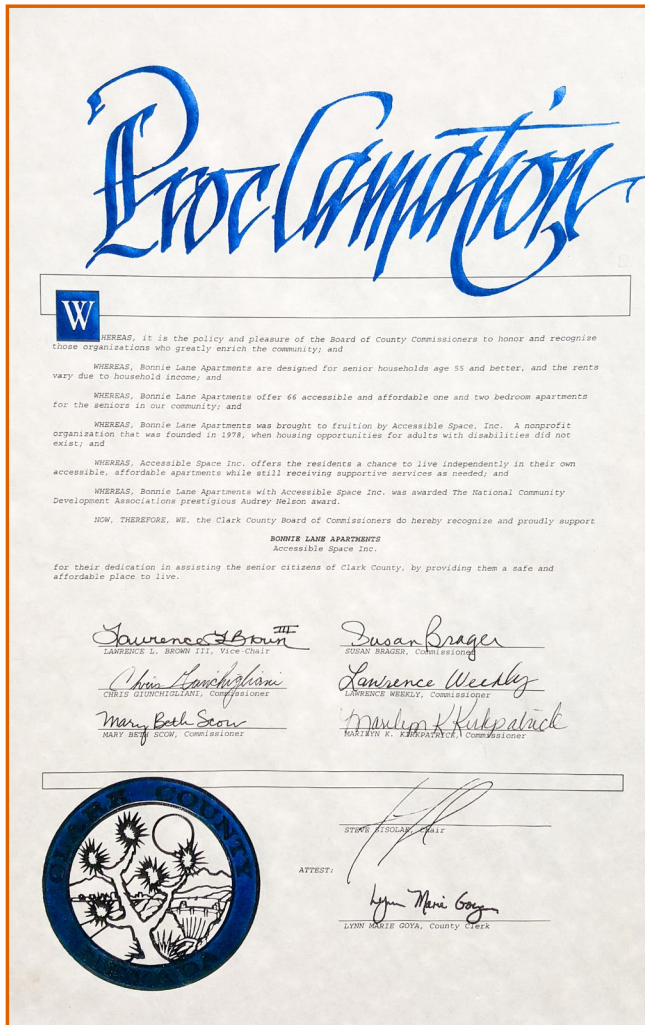 Proclamation
W
HEREAS, it is the policy and pleasure of the Board of County Commissioners to honor and recognize
those organizations who greatly enrich the community; and
WHEREAS, Bonnie Lane Apartments are designed for senior households age 55 and better, and the rents
vary due to household income; and
WHEREAS, Bonnie Lane Apartments offer 66 accessible and affordable one and two bedroom apartments
for the seniors in our community; and
WHEREAS, Bonnie Lane Apartments was brought to fruition by Accessible Space, Inc. A nonprofit
organization that was founded in 1978, when housing opportunities for adults with disabilities did not
exist; and
WHEREAS, Accessible Space Inc. offers the residents a chance to live independently in their own
accessible, affordable apartments while still receiving supportive services as needed; and
WHEREAS, Bonnie Lane Apartments with Accessible Space Inc. was awarded The National Community
Development Associations prestigious Audrey Nelson award.
NOW, THEREFORE, WE, the Clark County Board of Commissioners do hereby recognize and proudly support
BONNIE LANE APARTMENTS
Accessible Space Inc.
for their dedication in assisting the senior citizens of Clark County, by providing them a safe and
affordable place to live.
Lawrence L Brown III
LAWRENCE L. BROWN III, Vice-Chair
Susan Brager
SUSAN BRAGER, Commissioner
Chris Giunchigliani
CHRIS GIUNCHIGLIANI, Commissioner
Lawrence Weekly
LAWRENCE WEEKLY, Commissioner
Mary Beth Scow
MARY BETH SCOW, Commissioner
Marilyn K Kirkpatrick
MARILYN K. KIRKPATRICK, Commissioner
STEVE SISOLAK, Chair
ATTEST:
Lynn Marie Goya
LYNN MARIE GOYA, County Clerk
CLARK COUNTY
NEVADA